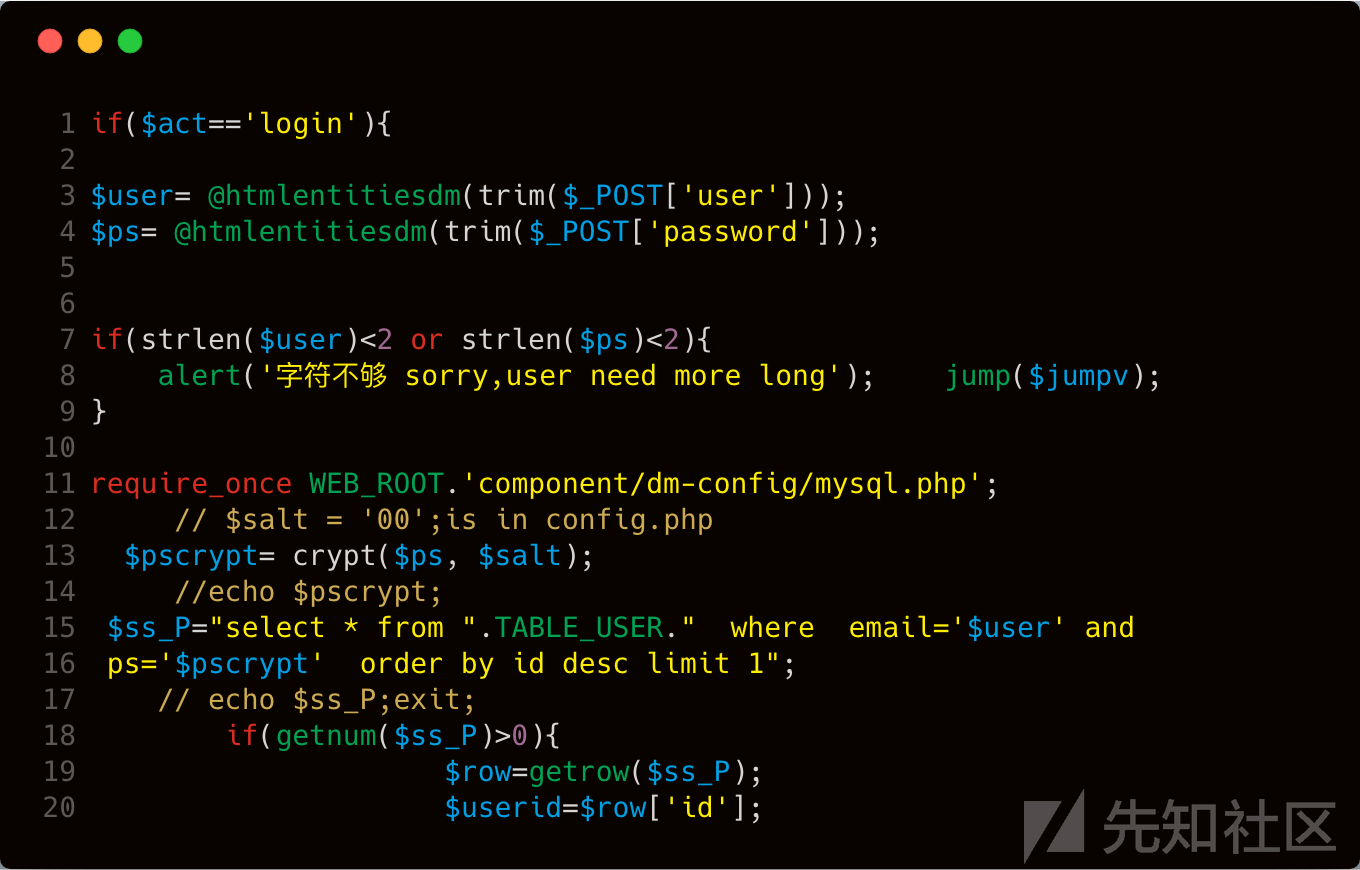 1 if($act=='login'){
2
3 $user= @htmlentitiesdm(trim($_POST['user']));
4 $ps= @htmlentitiesdm(trim($_POST['password']));
5
6
7 if(strlen($user)<2 or strlen($ps)<2){
8     alert('字符不够 sorry,user need more long');    jump($jumpv);
9 }
10
11 require_once WEB_ROOT.'component/dm-config/mysql.php';
12     // $salt = '00';is in config.php
13  $pscrypt= crypt($ps, $salt);
14     //echo $pscrypt;
15 $ss_P="select * from ".TABLE_USER."  where  email='$user' and
16 ps='$pscrypt'  order by id desc limit 1";
17    // echo $ss_P;exit;
18        if(getnum($ss_P)>0){
19                     $row=getrow($ss_P);
20                     $userid=$row['id'];
先知社区